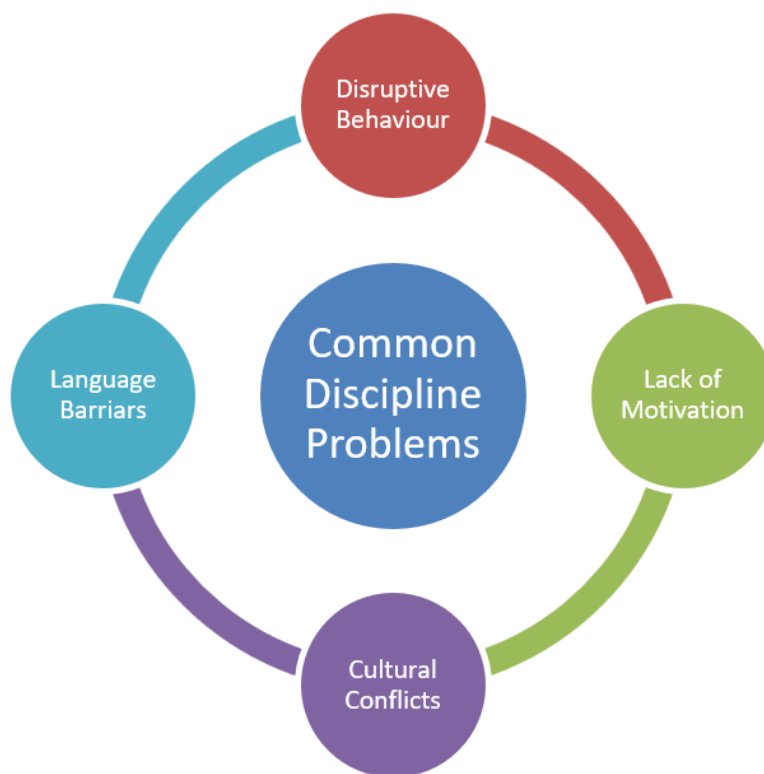 Disruptive
Behaviour
Common
Discipline
Problems
Language
Barriars
Lack of
Motivation
Cultural
Conflicts